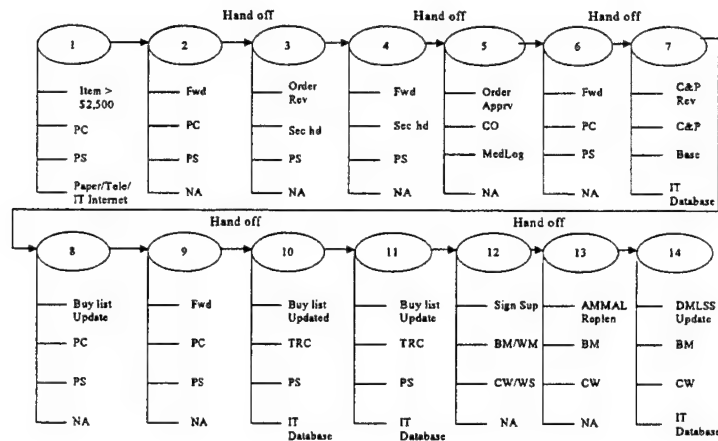 Hand off
Hand off
Hand off
1
2
3
4
5
6
7
Item >
$2,500
PC
PS
Paper/Tele/
IT Internet
Fwd
PC
PS
NA
Order
Rev
Sec hd
PS
NA
Fwd
Sec hd
PS
NA
Order
Apprv
CO
MedLog
NA
Fwd
PC
PS
NA
C&P
Rev
C&P
Base
IT
Database
Hand off
Hand off
8
9
10
11
12
13
14
Buy list
Update
PC
PS
NA
Fwd
PC
PS
NA
Buy list
Updated
TRC
PS
IT
Database
Buy list
Update
TRC
PS
IT
Database
Sign Sup
BM/WM
CW/WS
NA
AMMAL
Replen
BM
CW
NA
DMLSS
Update
BM
CW
IT
Database